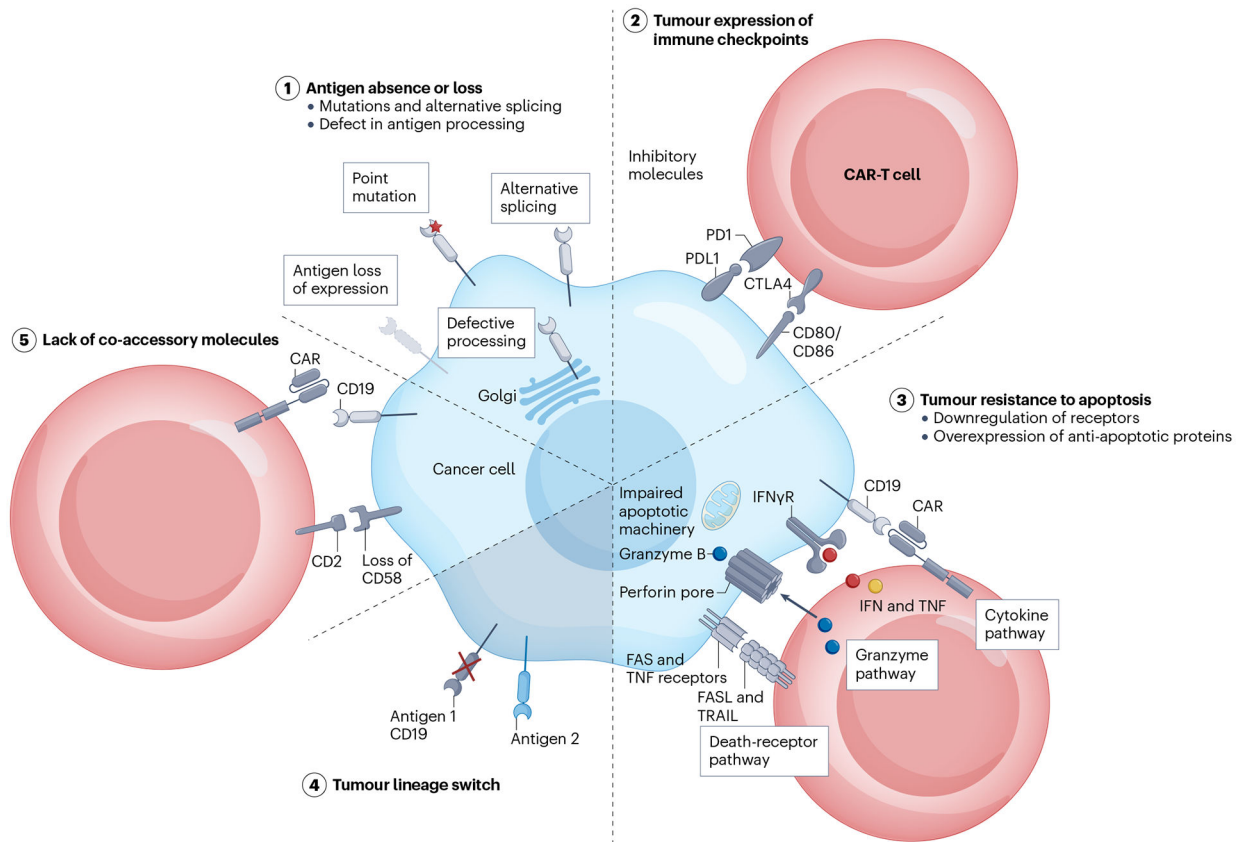 1 Antigen absence or loss
• Mutations and alternative splicing
• Defect in antigen processing
Point
mutation
Alternative
splicing
Antigen loss
of expression
Defective
processing
Golgi
Cancer cell
2 Tumour expression of
immune checkpoints
Inhibitory
molecules
CAR-T cell
PD1
PDL1
CTLA4
CD80/
CD86
3 Tumour resistance to apoptosis
• Downregulation of receptors
• Overexpression of anti-apoptotic proteins
CD19
CAR
IFNγR
Impaired
apoptotic
machinery
Granzyme B
Perforin pore
IFN and TNF
Cytokine
pathway
Granzyme
pathway
FAS and
TNF receptors
FASL and
TRAIL
Death-receptor
pathway
4 Tumour lineage switch
Antigen 1
CD19
Antigen 2
5 Lack of co-accessory molecules
CAR
CD19
CD2
Loss of
CD58